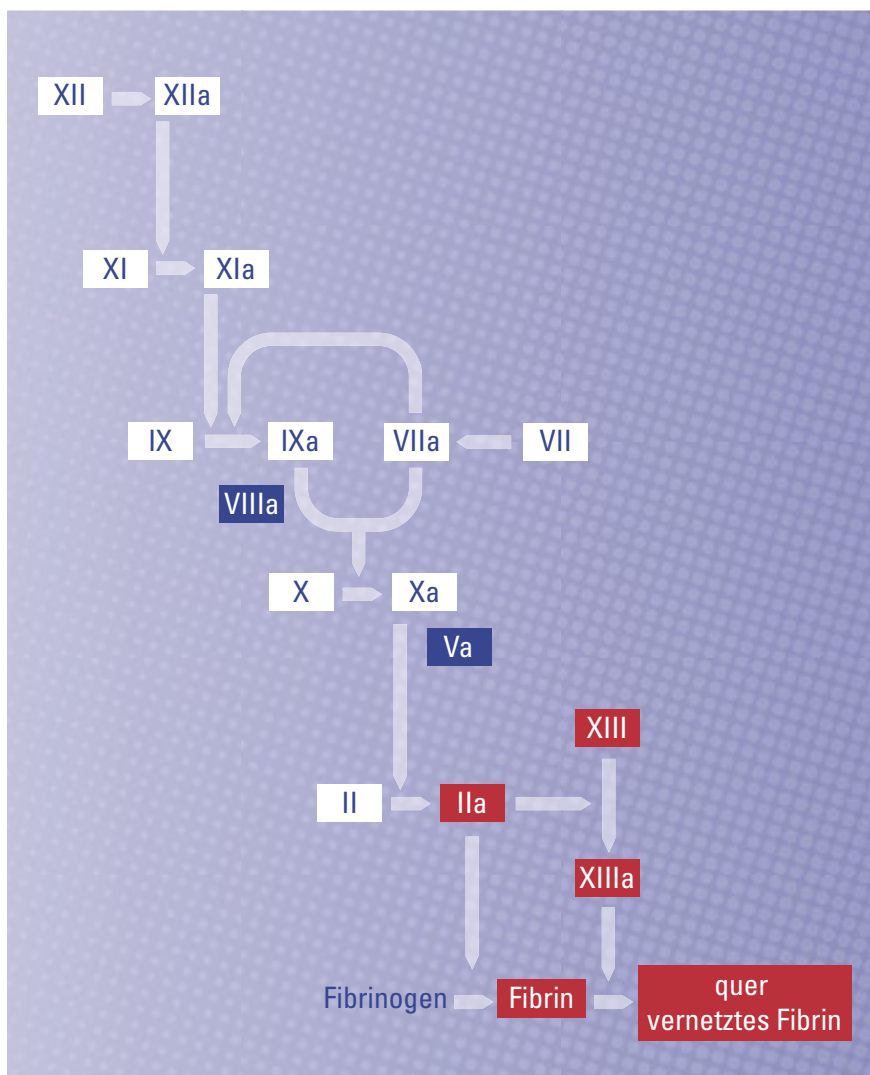 XII
XIIa
XI
XIa
IX
IXa
VIIa
VII
VIIIa
X
Xa
Va
XIII
II
IIa
XIIIa
Fibrinogen
Fibrin
quer
vernetztes Fibrin